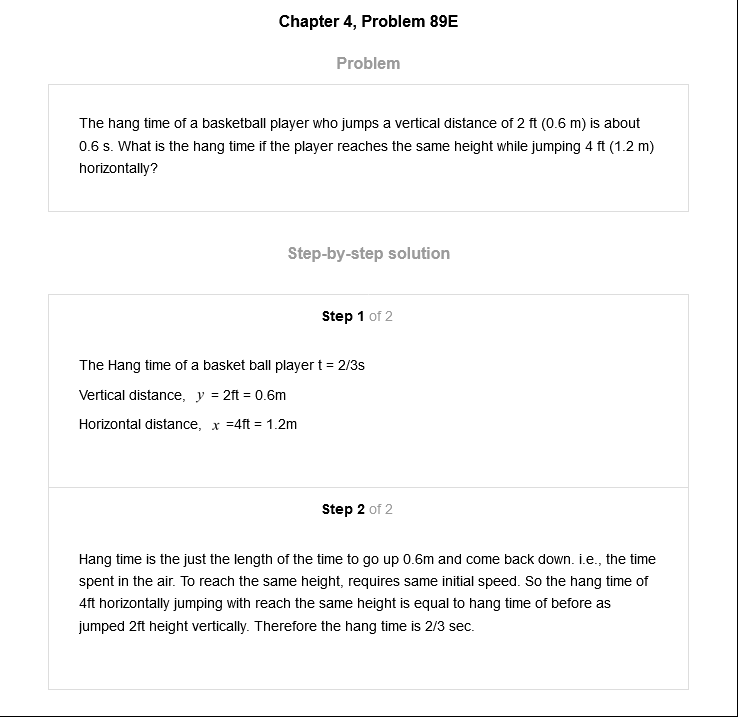 Chapter 4, Problem 89E
Problem
The hang time of a basketball player who jumps a vertical distance of 2 ft (0.6 m) is about
0.6 s. What is the hang time if the player reaches the same height while jumping 4 ft (1.2 m)
horizontally?
Step-by-step solution
Step 1 of 2
The Hang time of a basket ball player t = 2/3s
Vertical distance, y = 2ft = 0.6m
Horizontal distance, x =4ft = 1.2m
Step 2 of 2
Hang time is the just the length of the time to go up 0.6m and come back down. i.e., the time
spent in the air. To reach the same height, requires same initial speed. So the hang time of
4ft horizontally jumping with reach the same height is equal to hang time of before as
jumped 2ft height vertically. Therefore the hang time is 2/3 sec.